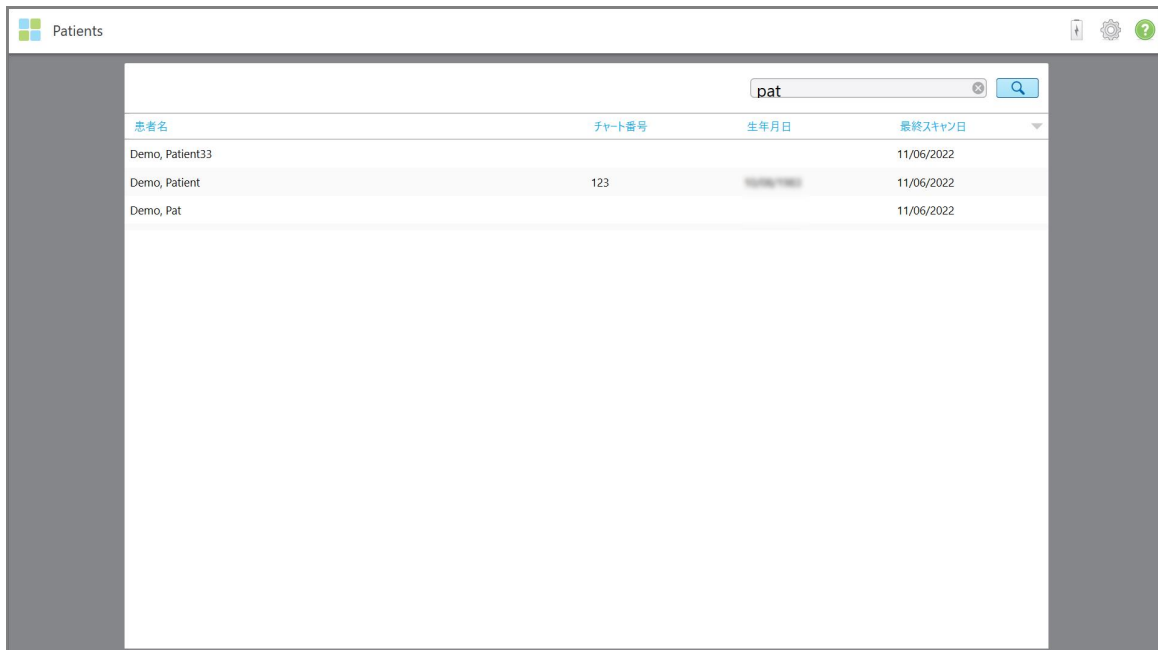 Patients
pat
患者名 チャート番号 生年月日 最終スキャン日
Demo, Patient33 11/06/2022
Demo, Patient 123 11/06/2022
Demo, Pat 11/06/2022